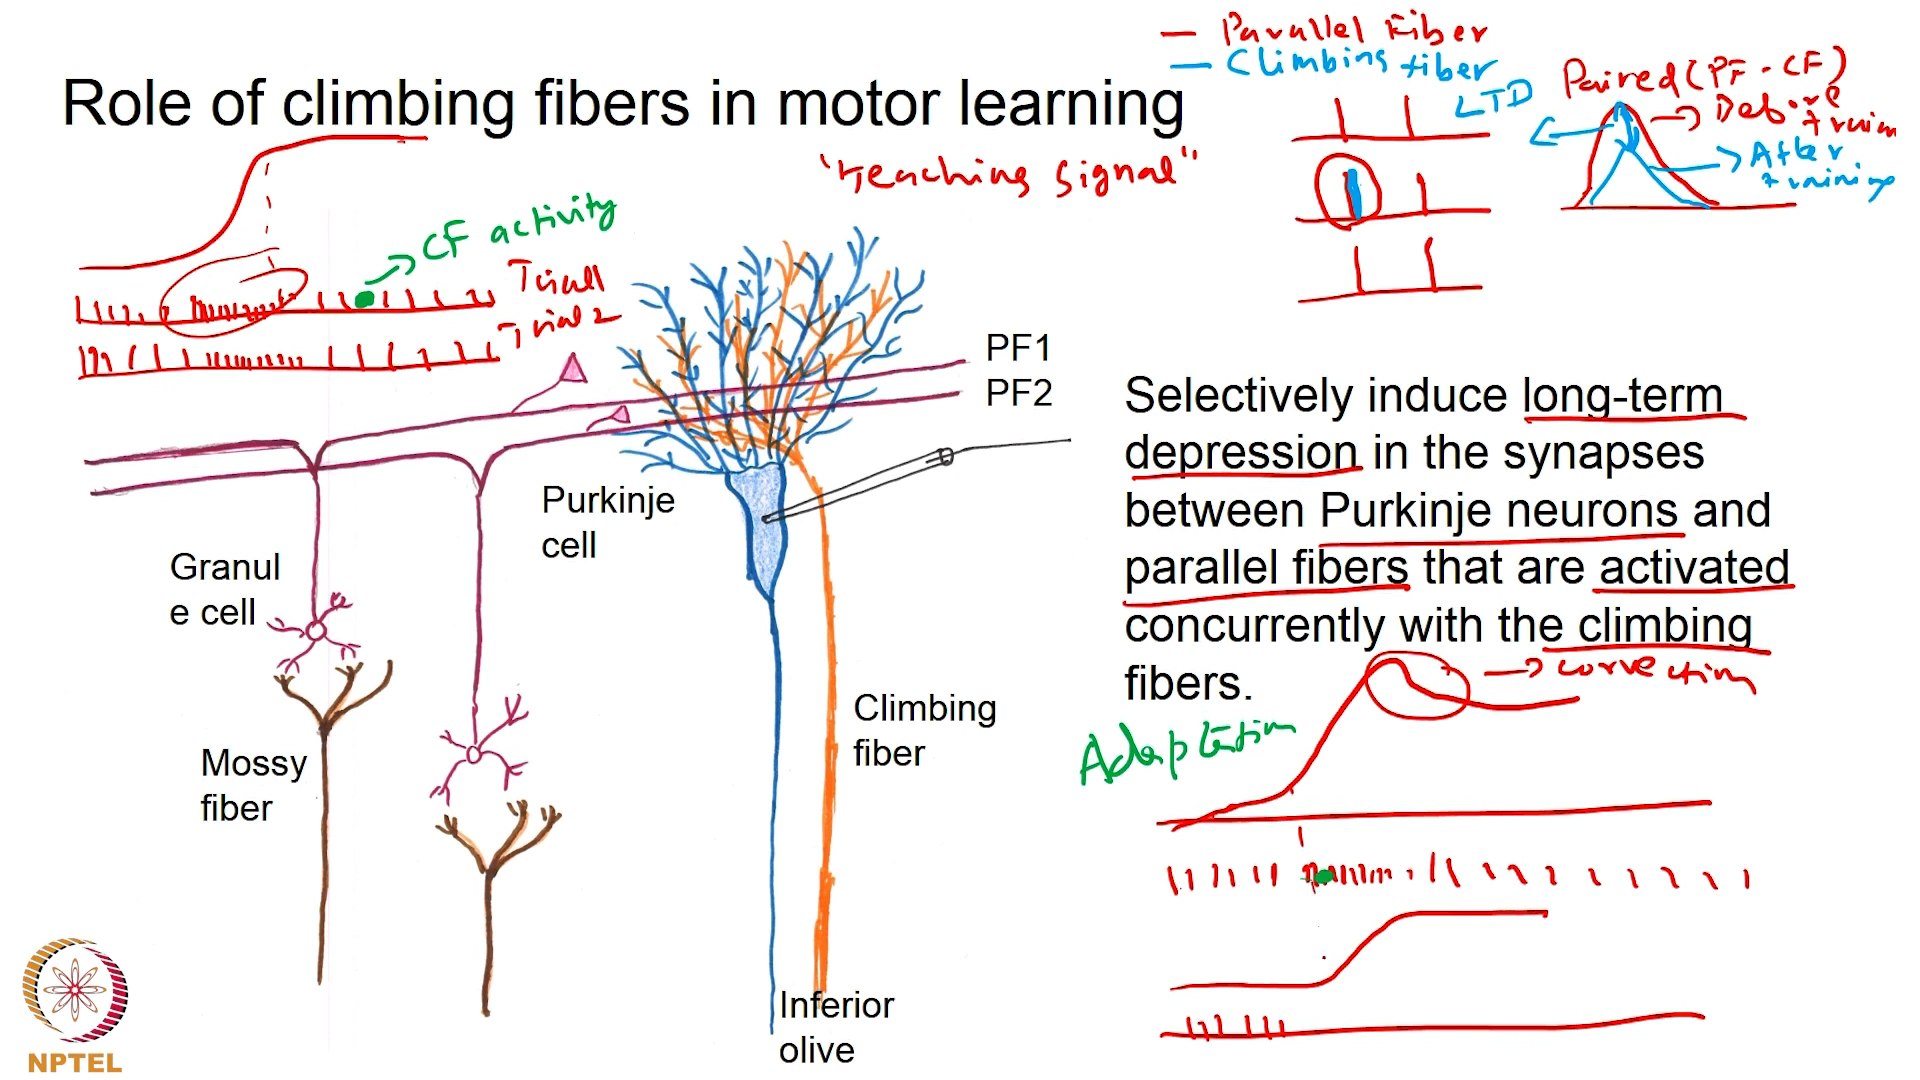 Role of climbing fibers in motor learning
— Parallel Fiber
— Climbing fiber
LTD
Paired (PF - CF)
Before
After
training
"teaching signal"
CF activity
Trial 1
Trial 2
PF1
PF2
Purkinje
cell
Granul
e cell
Mossy
fiber
Climbing
fiber
Inferior
olive
Selectively induce long-term
depression in the synapses
between Purkinje neurons and
parallel fibers that are activated
concurrently with the climbing
fibers.
correction
Adaptation
NPTEL